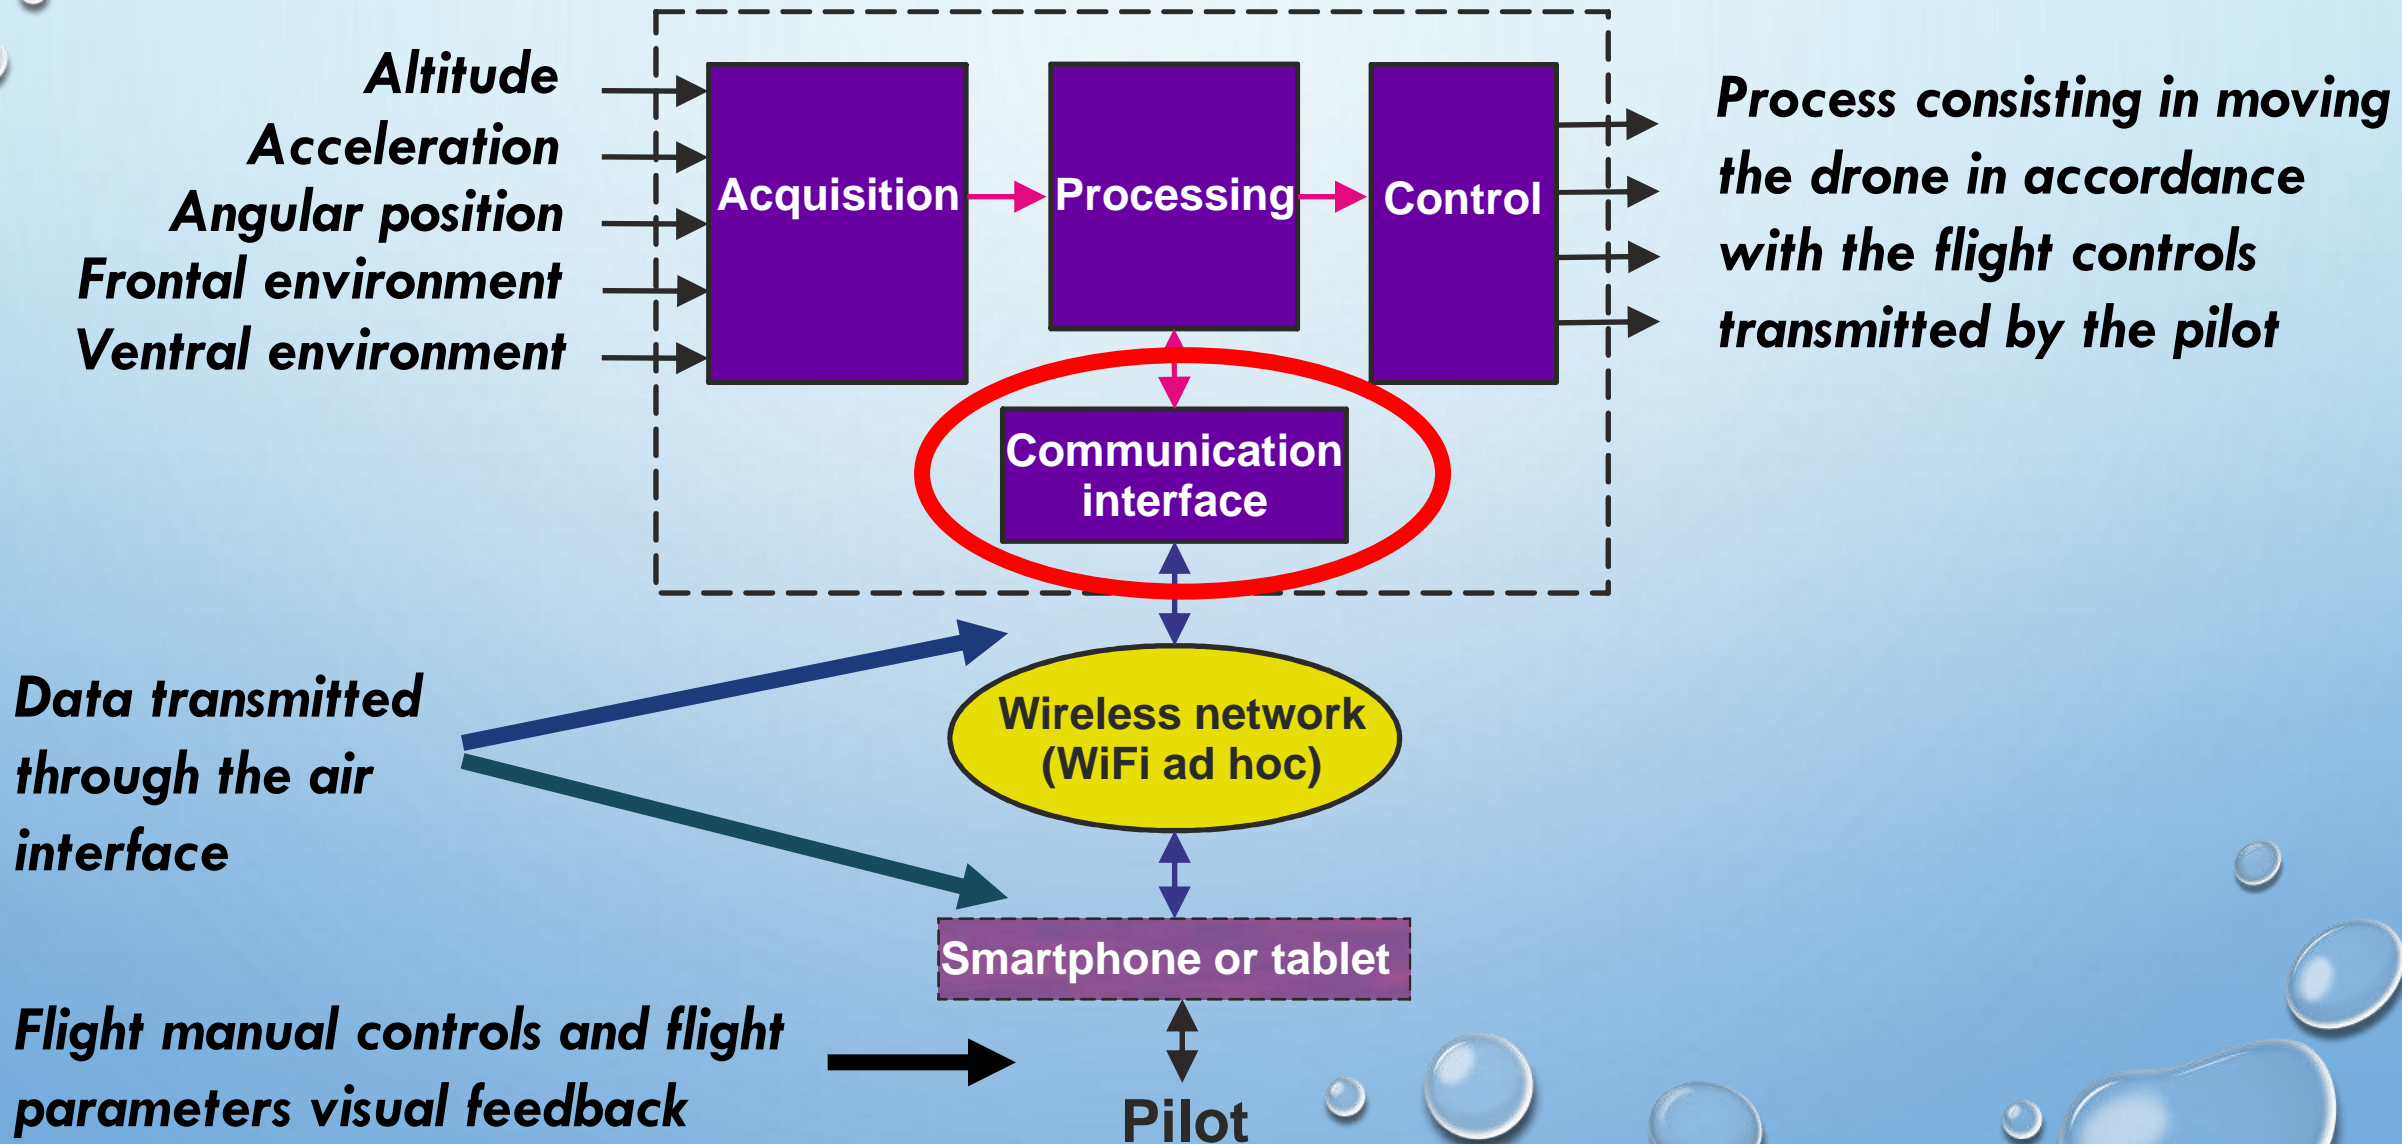 Altitude
Acceleration
Angular position
Frontal environment
Ventral environment
Acquisition
Processing
Control
Process consisting in moving
the drone in accordance
with the flight controls
transmitted by the pilot
Communication
interface
Data transmitted
through the air
interface
Wireless network
(WiFi ad hoc)
Smartphone or tablet
Flight manual controls and flight
parameters visual feedback
Pilot